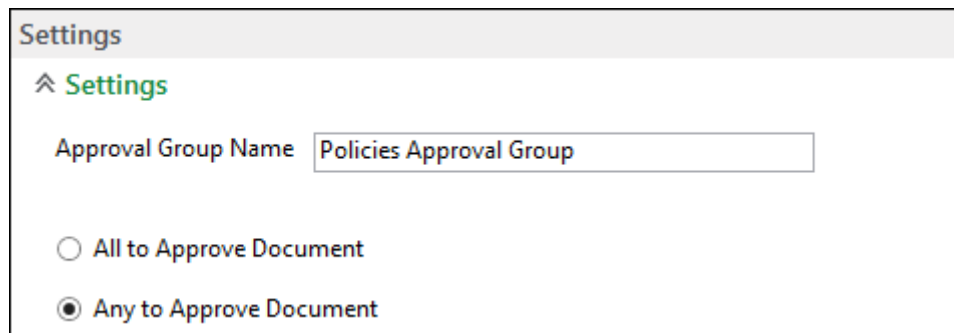 Settings
Settings
Approval Group Name Policies Approval Group
All to Approve Document
Any to Approve Document